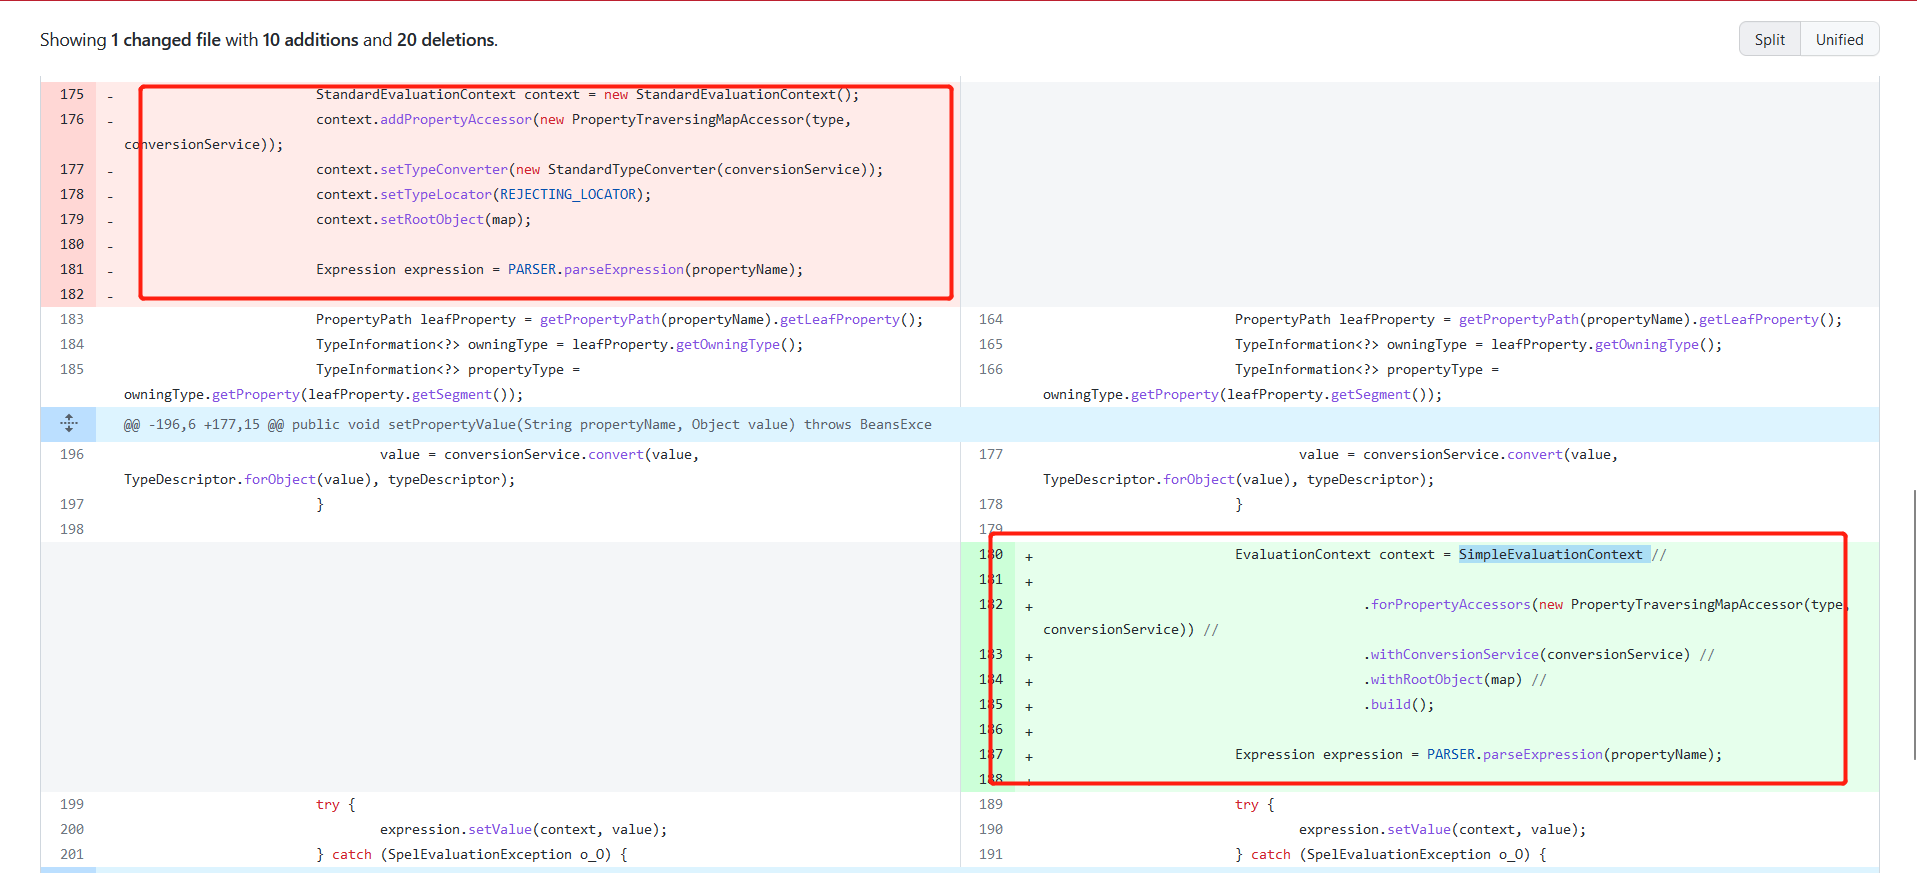 Showing 1 changed file with 10 additions and 20 deletions.
Split Unified
175 - StandardEvaluationContext context = new StandardEvaluationContext();
176 - context.addPropertyAccessor(new PropertyTraversingMapAccessor(type,
conversionService));
177 - context.setTypeConverter(new StandardTypeConverter(conversionService));
178 - context.setTypeLocator(REJECTING_LOCATOR);
179 - context.setRootObject(map);
180 -
181 - Expression expression = PARSER.parseExpression(propertyName);
182 -
183 PropertyPath leafProperty = getPropertyPath(propertyName).getLeafProperty(); 164 PropertyPath leafProperty = getPropertyPath(propertyName).getLeafProperty();
184 TypeInformation<?> owningType = leafProperty.getOwningType(); 165 TypeInformation<?> owningType = leafProperty.getOwningType();
185 TypeInformation<?> propertyType = 166 TypeInformation<?> propertyType =
owningType.getProperty(leafProperty.getSegment()); owningType.getProperty(leafProperty.getSegment());
@@ -196,6 +177,15 @@ public void setPropertyValue(String propertyName, Object value) throws BeansExce
196 value = conversionService.convert(value, 177 value = conversionService.convert(value,
TypeDescriptor.forObject(value), typeDescriptor); TypeDescriptor.forObject(value), typeDescriptor);
197 } 178 }
198 179
180 + EvaluationContext context = SimpleEvaluationContext //
181 +
182 + .forPropertyAccessors(new PropertyTraversingMapAccessor(type,
conversionService)) //
183 + .withConversionService(conversionService) //
184 + .withRootObject(map) //
185 + .build();
186 +
187 + Expression expression = PARSER.parseExpression(propertyName);
188 +
199 try { 189 try {
200 expression.setValue(context, value); 190 expression.setValue(context, value);
201 } catch (SpelEvaluationException o_O) { 191 } catch (SpelEvaluationException o_O) {